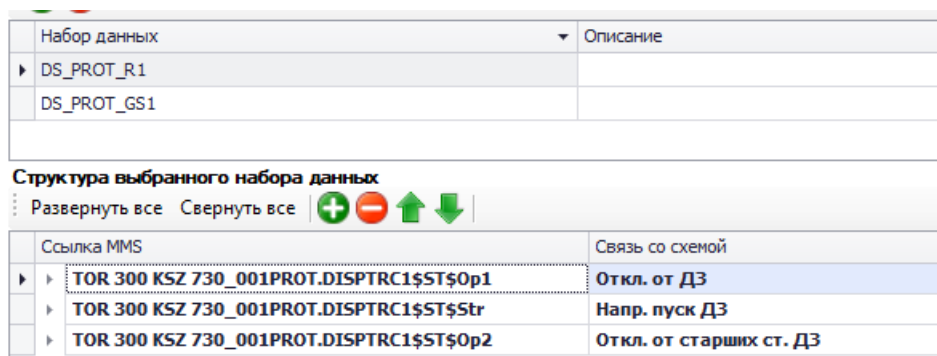 Набор данных Описание
DS_PROT_R1
DS_PROT_GS1
Структура выбранного набора данных
Развернуть все Свернуть все
Ссылка MMS Связь со схемой
TOR 300 KSZ 730_001PROT.DISPTRC1$ST$Op1 Откл. от ДЗ
TOR 300 KSZ 730_001PROT.DISPTRC1$ST$Str Напр. пуск ДЗ
TOR 300 KSZ 730_001PROT.DISPTRC1$ST$Op2 Откл. от старших ст. ДЗ